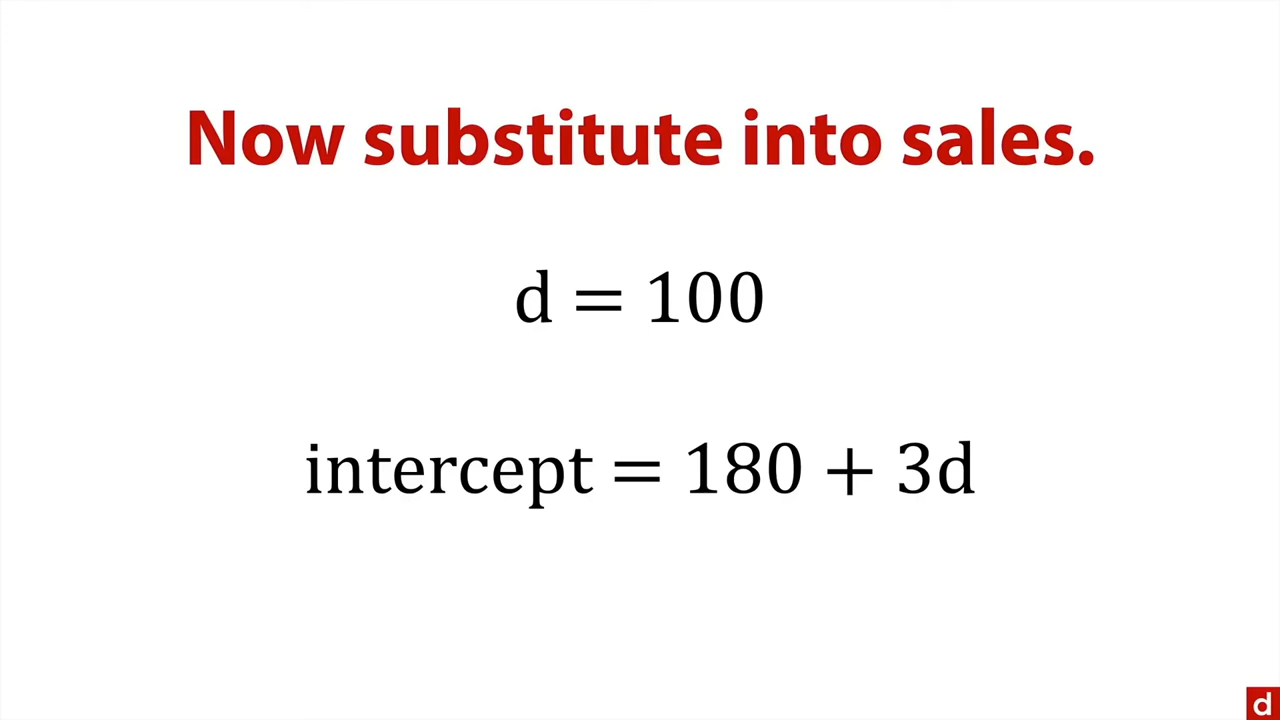 Now substitute into sales.
d = 100
intercept = 180 + 3d
d